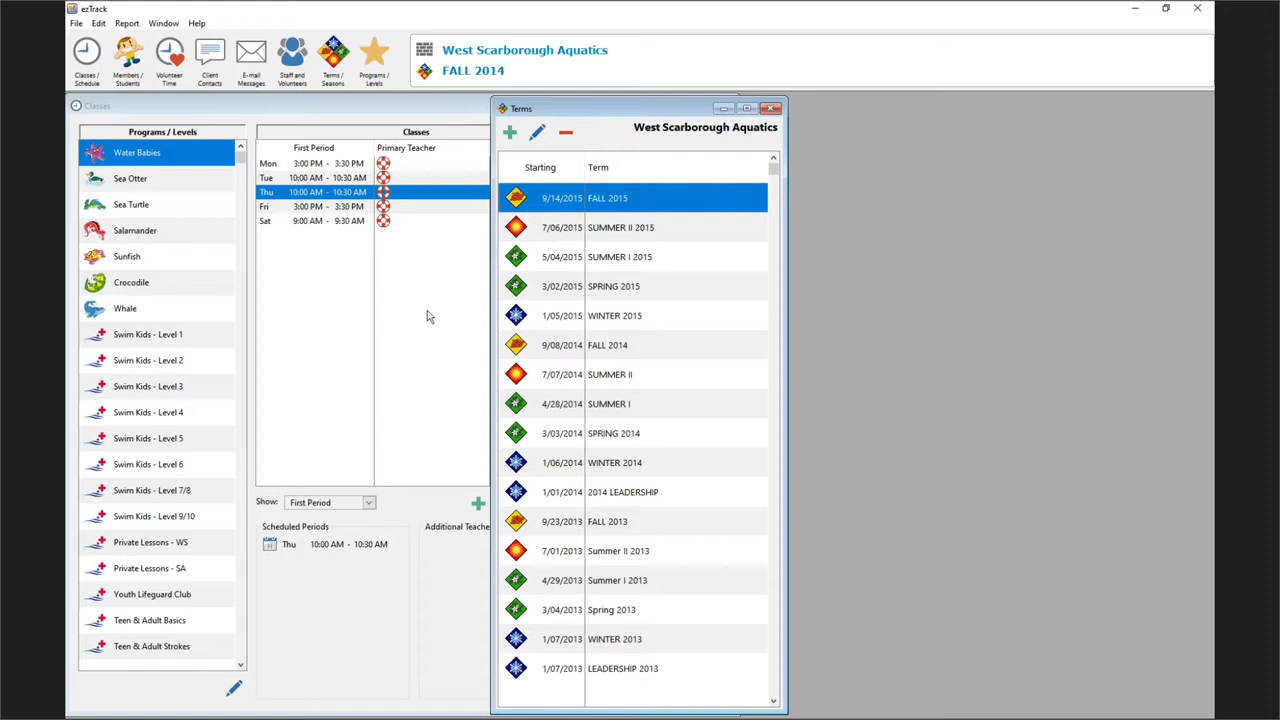 ezTrack
File Edit Report Window Help
Classes / Schedule
Members / Students
Volunteer Time
Client Contacts
E-mail Messages
Staff and Volunteers
Terms / Seasons
Programs / Levels
West Scarborough Aquatics
FALL 2014
Classes
Programs / Levels
Water Babies
Sea Otter
Sea Turtle
Salamander
Sunfish
Crocodile
Whale
Swim Kids - Level 1
Swim Kids - Level 2
Swim Kids - Level 3
Swim Kids - Level 4
Swim Kids - Level 5
Swim Kids - Level 6
Swim Kids - Level 7/8
Swim Kids - Level 9/10
Private Lessons - WS
Private Lessons - SA
Youth Lifeguard Club
Teen & Adult Basics
Teen & Adult Strokes
Classes
First Period Primary Teacher
Mon 3:00 PM - 3:30 PM
Tue 10:00 AM - 10:30 AM
Thu 10:00 AM - 10:30 AM
Fri 3:00 PM - 3:30 PM
Sat 9:00 AM - 9:30 AM
Show: First Period
Scheduled Periods
Thu 10:00 AM - 10:30 AM
Additional Teache
Terms
West Scarborough Aquatics
Starting Term
9/14/2015 FALL 2015
7/06/2015 SUMMER II 2015
5/04/2015 SUMMER I 2015
3/02/2015 SPRING 2015
1/05/2015 WINTER 2015
9/08/2014 FALL 2014
7/07/2014 SUMMER II
4/28/2014 SUMMER I
3/03/2014 SPRING 2014
1/06/2014 WINTER 2014
1/01/2014 2014 LEADERSHIP
9/23/2013 FALL 2013
7/01/2013 Summer II 2013
4/29/2013 Summer I 2013
3/04/2013 Spring 2013
1/07/2013 WINTER 2013
1/07/2013 LEADERSHIP 2013